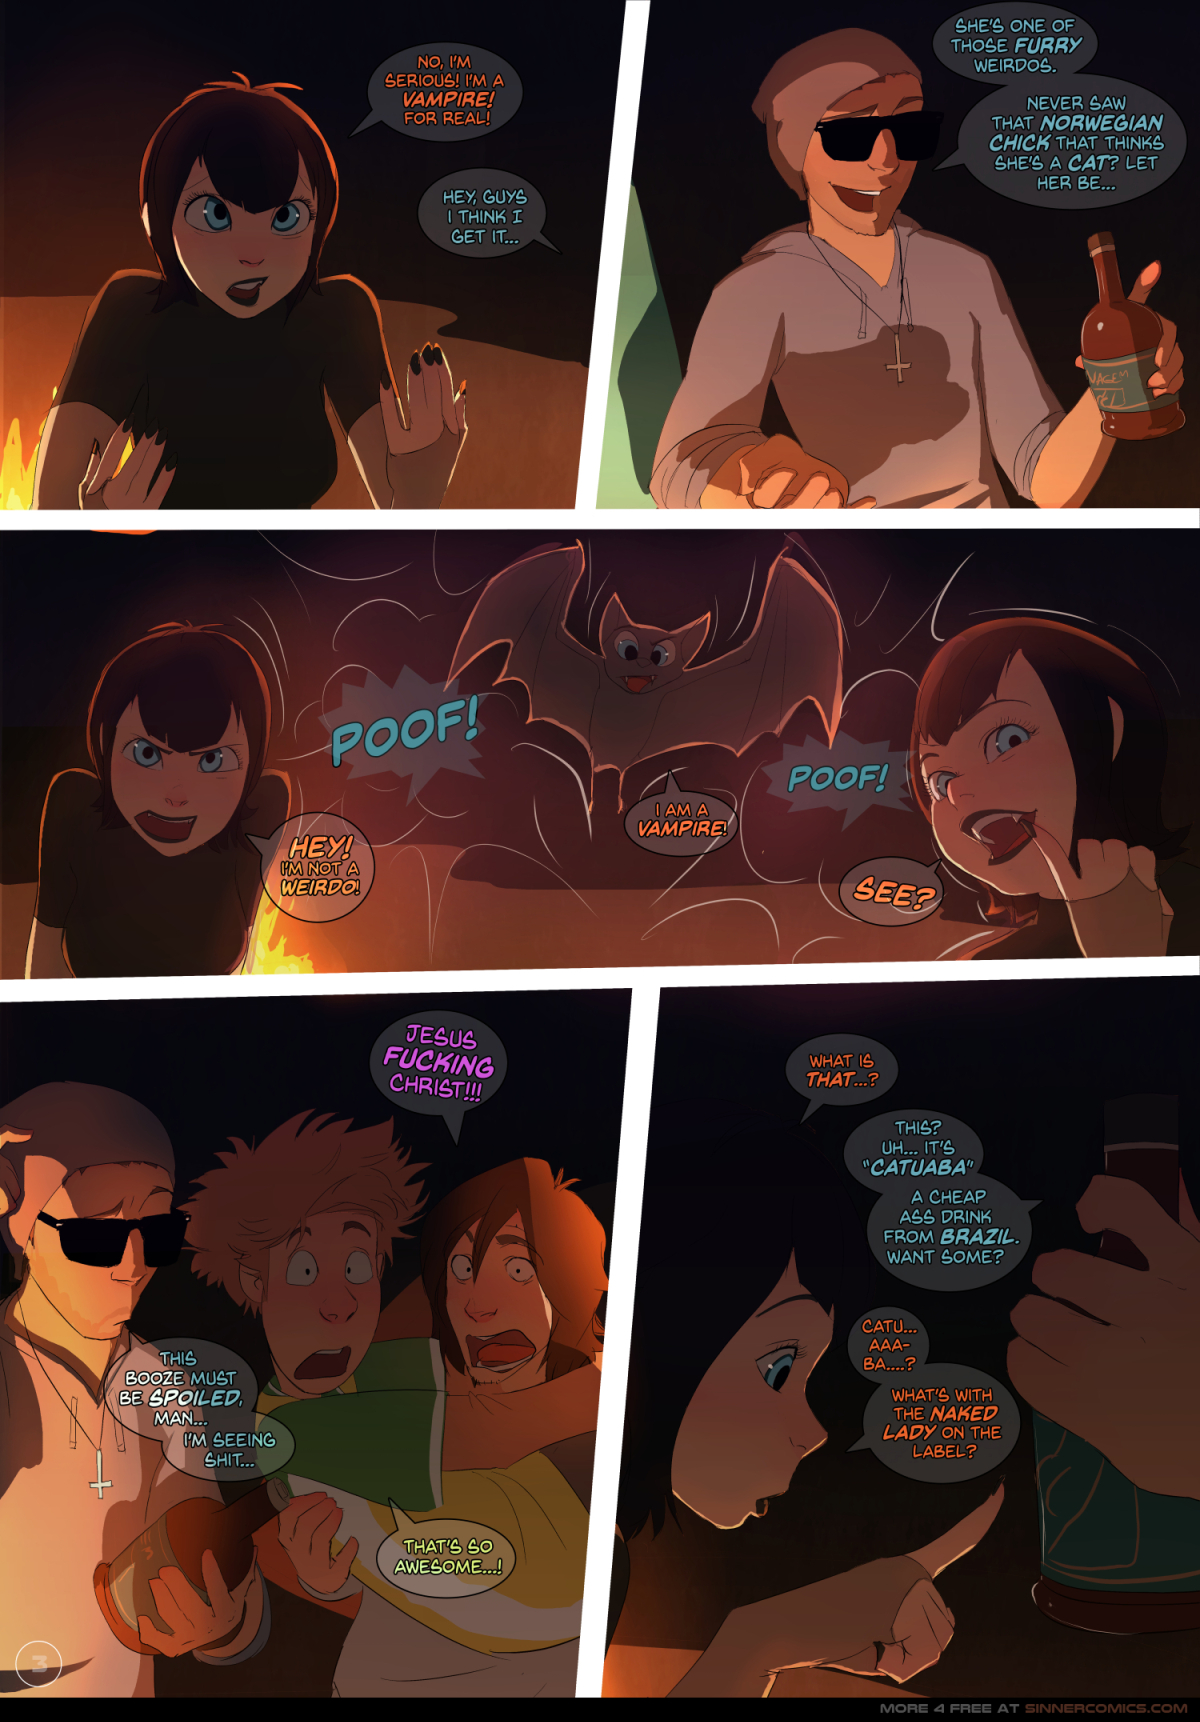 NO, I'M
SERIOUS! I'M A
VAMPIRE!
FOR REAL!
HEY, GUYS
I THINK I
GET IT...
SHE'S ONE OF
THOSE FURRY
WEIRDOS.
NEVER SAW
THAT NORWEGIAN
CHICK THAT THINKS
SHE'S A CAT? LET
HER BE...
HEY!
I'M NOT A
WEIRDO!
POOF!
I AM A
VAMPIRE!
POOF!
SEE?
JESUS
FUCKING
CHRIST!!!
THIS
BOOZE MUST
BE SPOILED,
MAN...
I'M SEEING
SHIT...
THAT'S SO
AWESOME...!
WHAT IS
THAT...?
THIS?
UH... IT'S
"CATUABA"
A CHEAP
ASS DRINK
FROM BRAZIL.
WANT SOME?
CATU...
AAA-
BA....?
WHAT'S WITH
THE NAKED
LADY ON THE
LABEL?
3
MORE 4 FREE AT SINNERCOMICS.COM